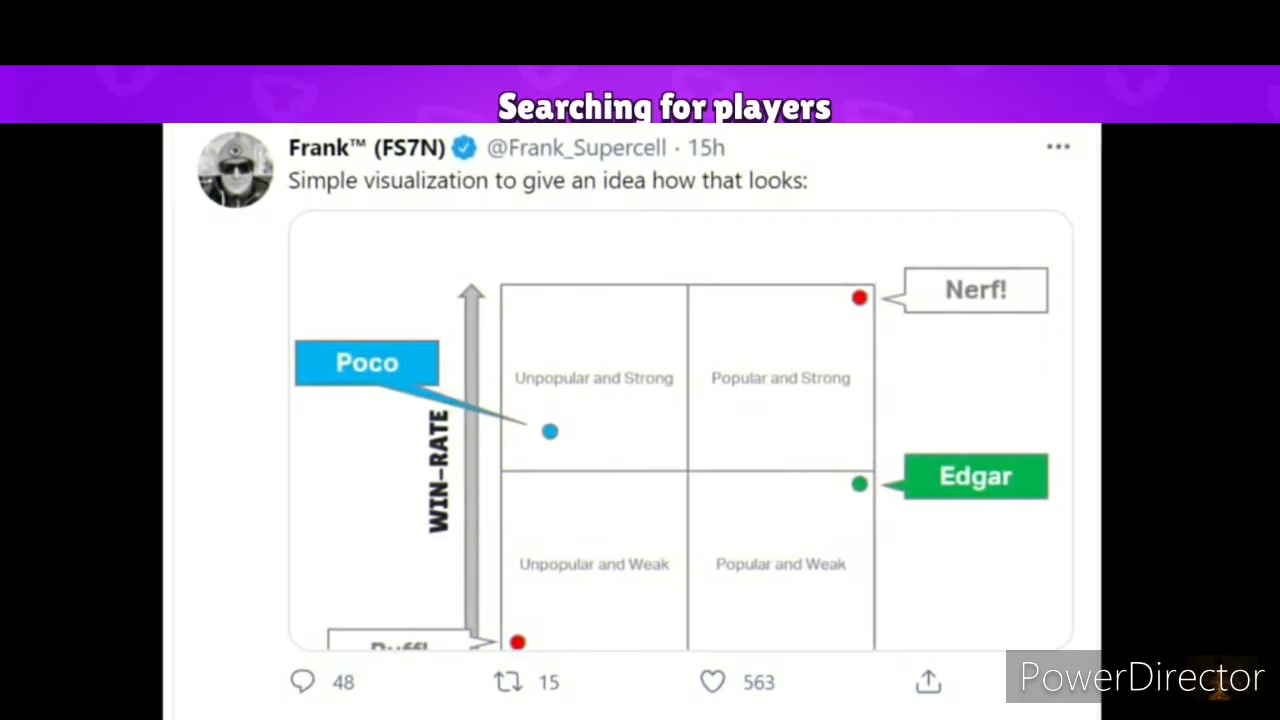 Searching for players
Frank™ (FS7N) @Frank_Supercell · 15h
Simple visualization to give an idea how that looks:
Nerf!
Poco
Unpopular and Strong
Popular and Strong
WIN-RATE
Edgar
Unpopular and Weak
Popular and Weak
Buff!
48
15
563
PowerDirector